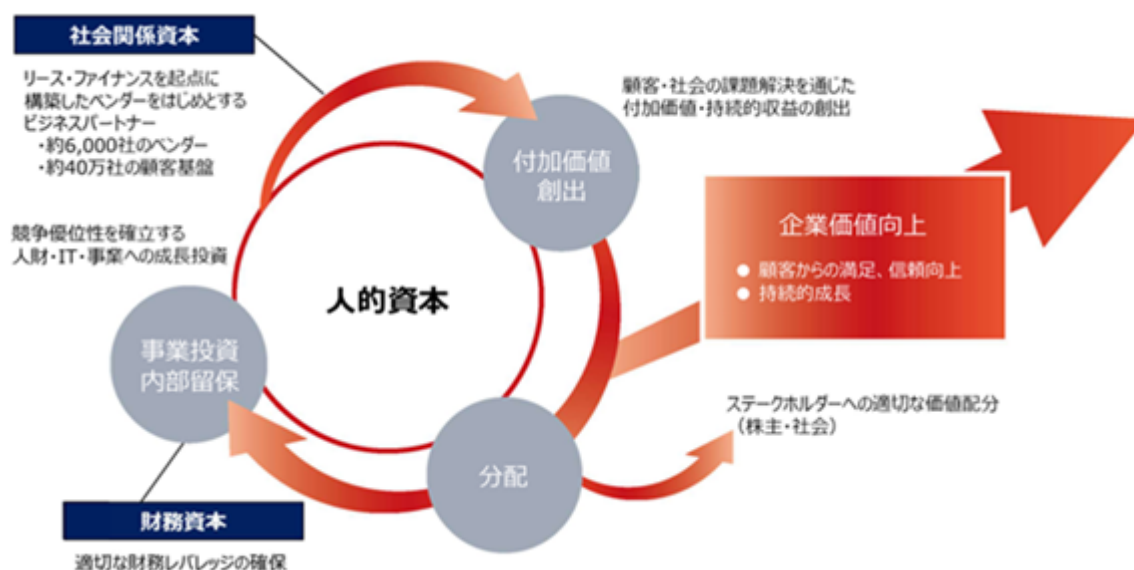 社会関係資本
リース・ファイナンスを起点に
構築したベンダーをはじめとする
ビジネスパートナー
・約6,000社のベンダー
・約40万社の顧客基盤
顧客・社会の課題解決を通じた
付加価値・持続的収益の創出
付加価値
創出
企業価値向上
● 顧客からの満足、信頼向上
● 持続的成長
競争優位性を確立する
人財・IT・事業への成長投資
人的資本
事業投資
内部留保
ステークホルダーへの適切な価値配分
（株主・社会）
分配
財務資本
適切な財務レバレッジの確保